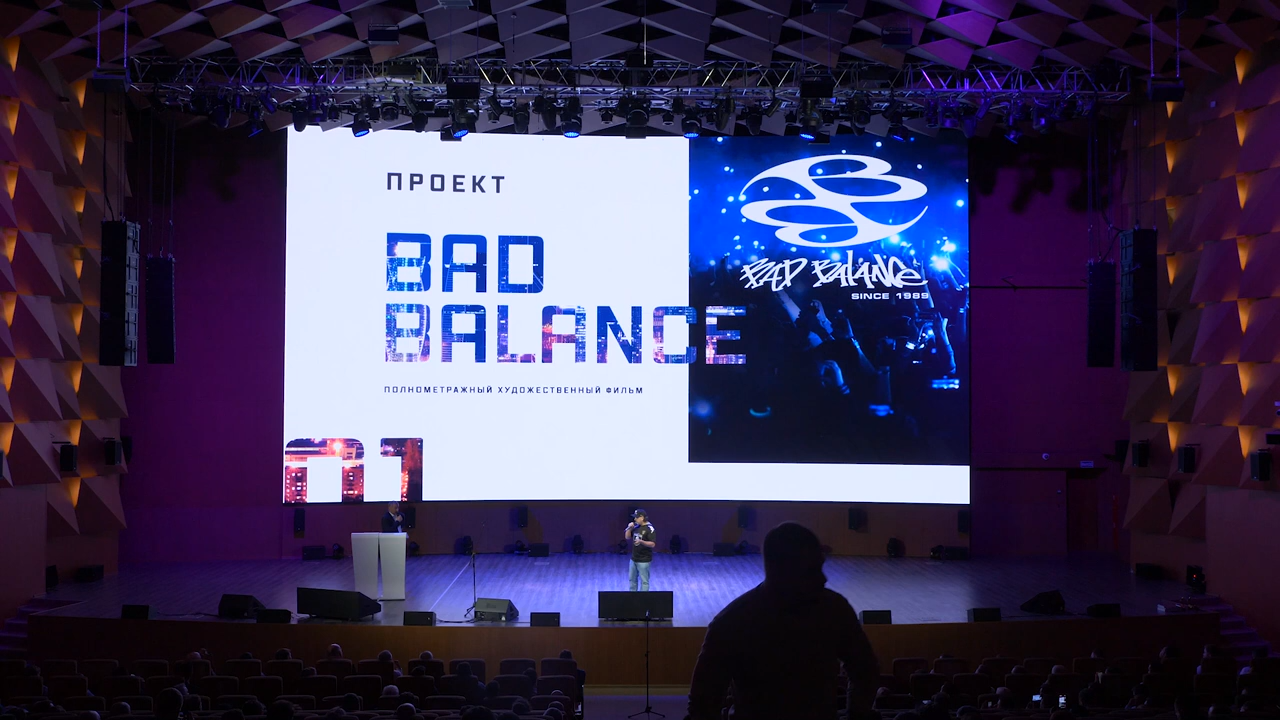 ПРОЕКТ
BAD
BALANCE
ПОЛНОМЕТРАЖНЫЙ ХУДОЖЕСТВЕННЫЙ ФИЛЬМ
01
BAD BALANCE
SINCE 1989